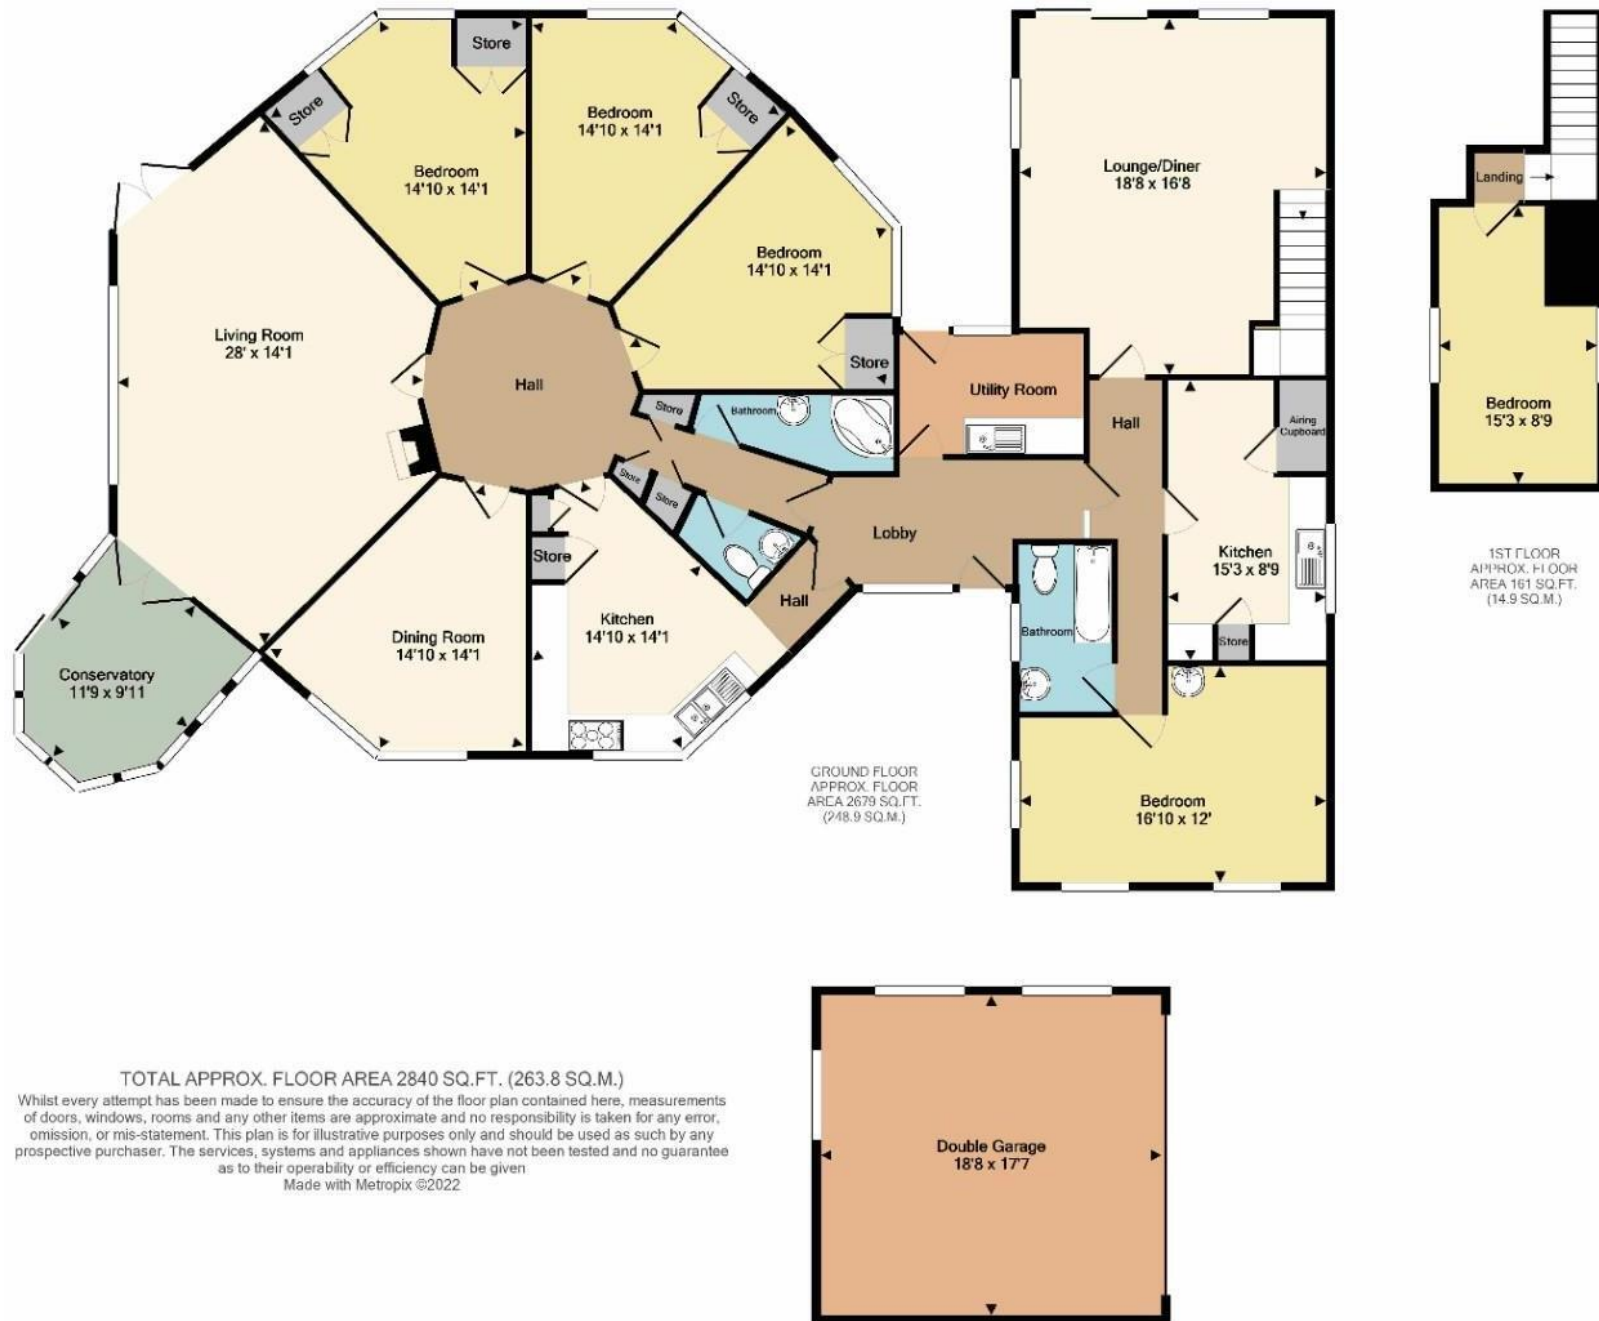 Store
Store
Store
Bedroom
14'10 x 14'1
Bedroom
14'10 x 14'1
Bedroom
14'10 x 14'1
Lounge/Diner
18'8 x 16'8
Landing
Living Room
28' x 14'1
Hall
Store
Utility Room
Store
Bathroom
Hall
Airing
Cupboard
Bedroom
15'3 x 8'9
Store
Store
Store
Lobby
Kitchen
15'3 x 8'9
Store
Hall
Kitchen
14'10 x 14'1
Dining Room
14'10 x 14'1
Bathroom
Conservatory
11'9 x 9'11
Bedroom
16'10 x 12'
1ST FLOOR
APPROX. FLOOR
AREA 161 SQ.FT.
(14.9 SQ.M.)
GROUND FLOOR
APPROX. FLOOR
AREA 2679 SQ.FT.
(248.9 SQ.M.)
Double Garage
18'8 x 17'7
TOTAL APPROX. FLOOR AREA 2840 SQ.FT. (263.8 SQ.M.)
Whilst every attempt has been made to ensure the accuracy of the floor plan contained here, measurements
of doors, windows, rooms and any other items are approximate and no responsibility is taken for any error,
omission, or mis-statement. This plan is for illustrative purposes only and should be used as such by any
prospective purchaser. The services, systems and appliances shown have not been tested and no guarantee
as to their operability or efficiency can be given
Made with Metropix ©2022